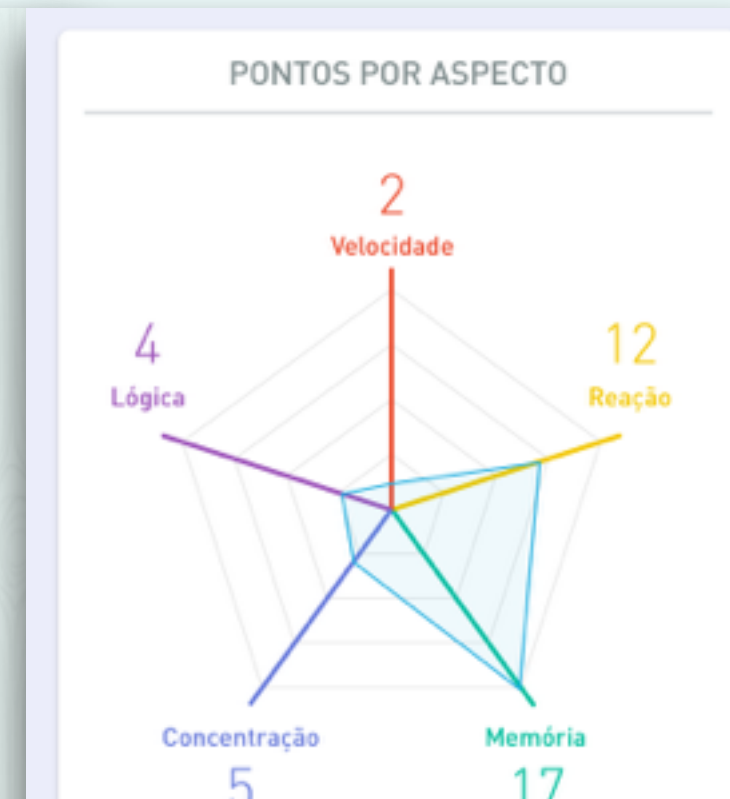 PONTOS POR ASPECTO
2
Velocidade
4
Lógica
12
Reação
Concentração
5
Memória
17